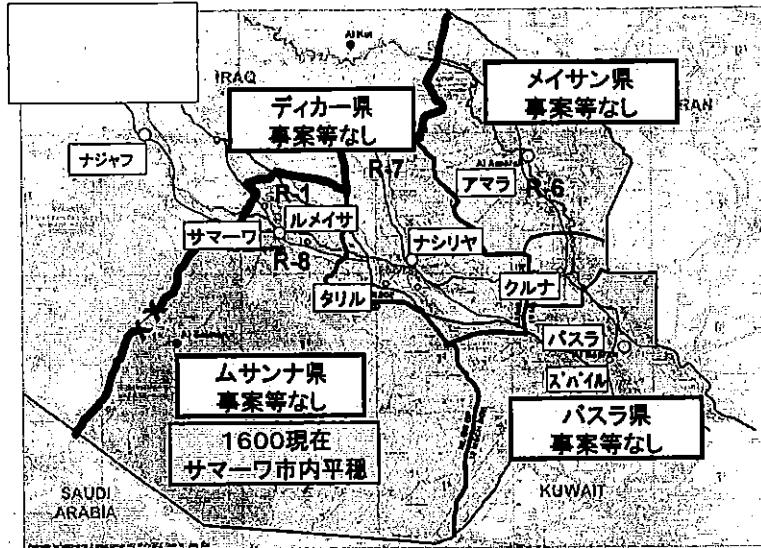 Al Kut
IRAQ
ディカー県
事案等なし
メイサン県
事案等なし
RAN
ナジャフ
R-7
アマラ
R-6
R-1
ルメイサ
サマーワ
R-8
ナシリヤ
タリル
クルナ
バスラ
ズバイル
ムサンナ県
事案等なし
1600現在
サマーワ市内平穏
バスラ県
事案等なし
SAUDI
ARABIA
KUWAIT